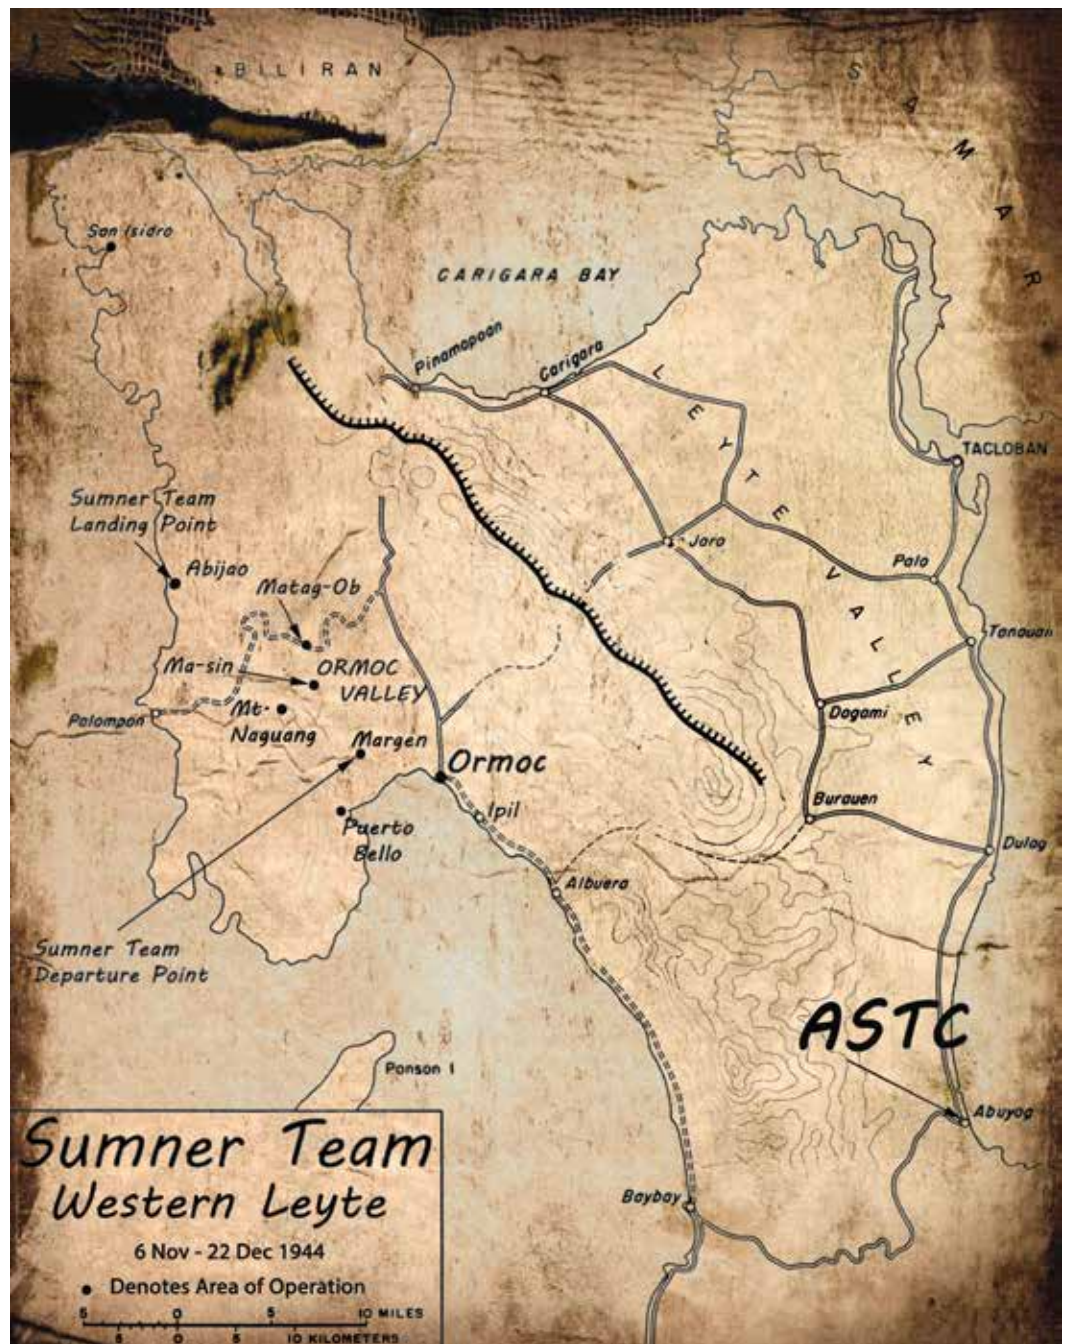 BILIRAN
SAMAR
San Isidro
CARIGARA BAY
Pinamopoan
Carigara
LEYTE VALLEY
TACLOBAN
Sumner Team
Landing Point
Abijao
Jaro
Palo
Matag-Ob
Tanauan
Ma-sin
ORMOC
VALLEY
Palompon
Mt-
Naguang
Dagami
Margen
Ormoc
Burauen
Ipil
Puerto
Bello
Dulag
Albuera
Sumner Team
Departure Point
ASTC
Ponson I
Abuyog
Baybay
Sumner Team
Western Leyte
6 Nov - 22 Dec 1944
Denotes Area of Operation
5 0 5 10 MILES
5 0 5 10 KILOMETERS